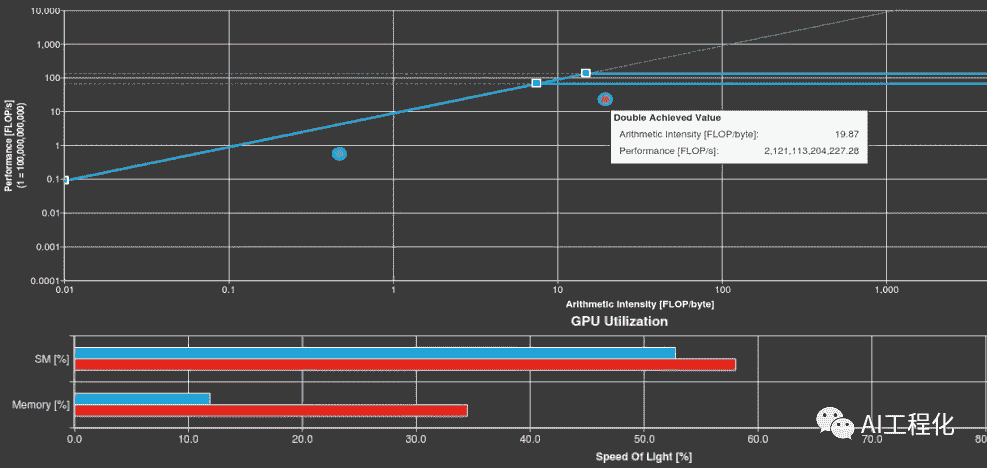 10,000
1,000
100
10
1
0.1
0.01
0.001
0.0001
Performance [FLOP/s]
(1 = 100,000,000,000)
Double Achieved Value
Arithmetic Intensity [FLOP/byte]: 19.87
Performance [FLOP/s]: 2,121,113,204,227.28
0.01 0.1 1 10 100 1,000
Arithmetic Intensity [FLOP/byte]
GPU Utilization
SM [%]
Memory [%]
AI工程化
0.0 10.0 20.0 30.0 40.0 50.0 60.0 70.0 80
Speed Of Light [%]